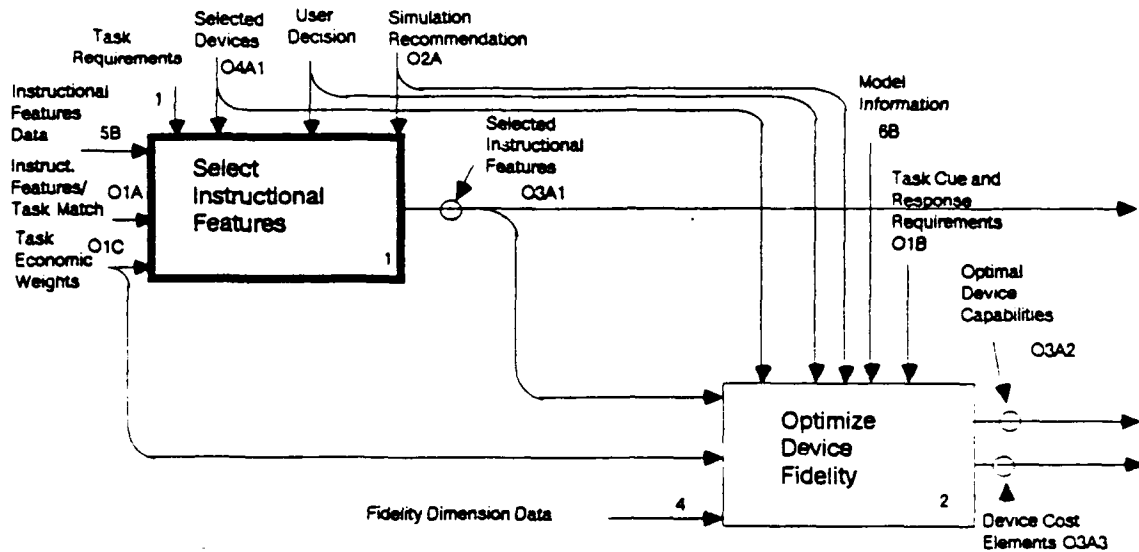 Task
Requirements
1
Selected
Devices
O4A1
User
Decision
Simulation
Recommendation
O2A
Instructional
Features
Data
5B
Instruct.
Features/
Task Match
O1A
Task
Economic
Weights
O1C
Select
Instructional
Features
1
Selected
Instructional
Features
O3A1
Model
Information
6B
Task Cue and
Response
Requirements
O1B
Optimal
Device
Capabilities
O3A2
Optimize
Device
Fidelity
2
Fidelity Dimension Data
4
Device Cost
Elements O3A3